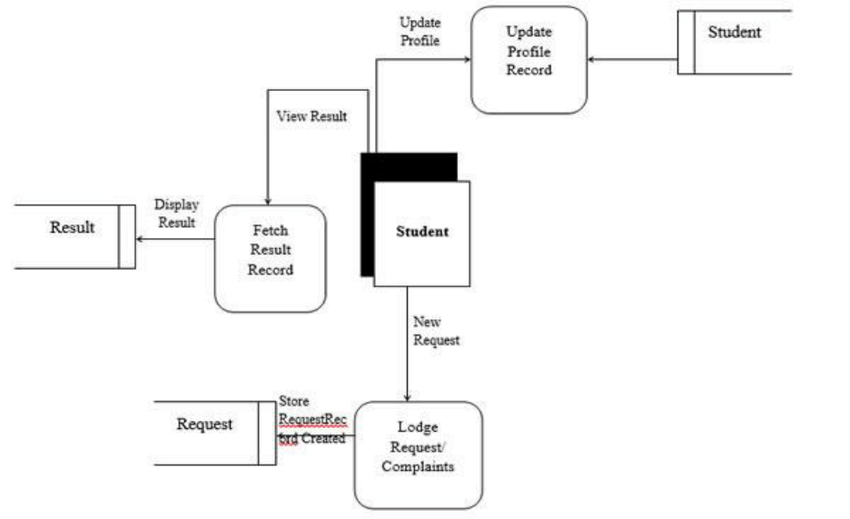 Update
Profile
Update
Profile
Record
Student
View Result
Display
Result
Result
Fetch
Result
Record
Student
New
Request
Store
RequestRec
ord Created
Request
Lodge
Request/
Complaints